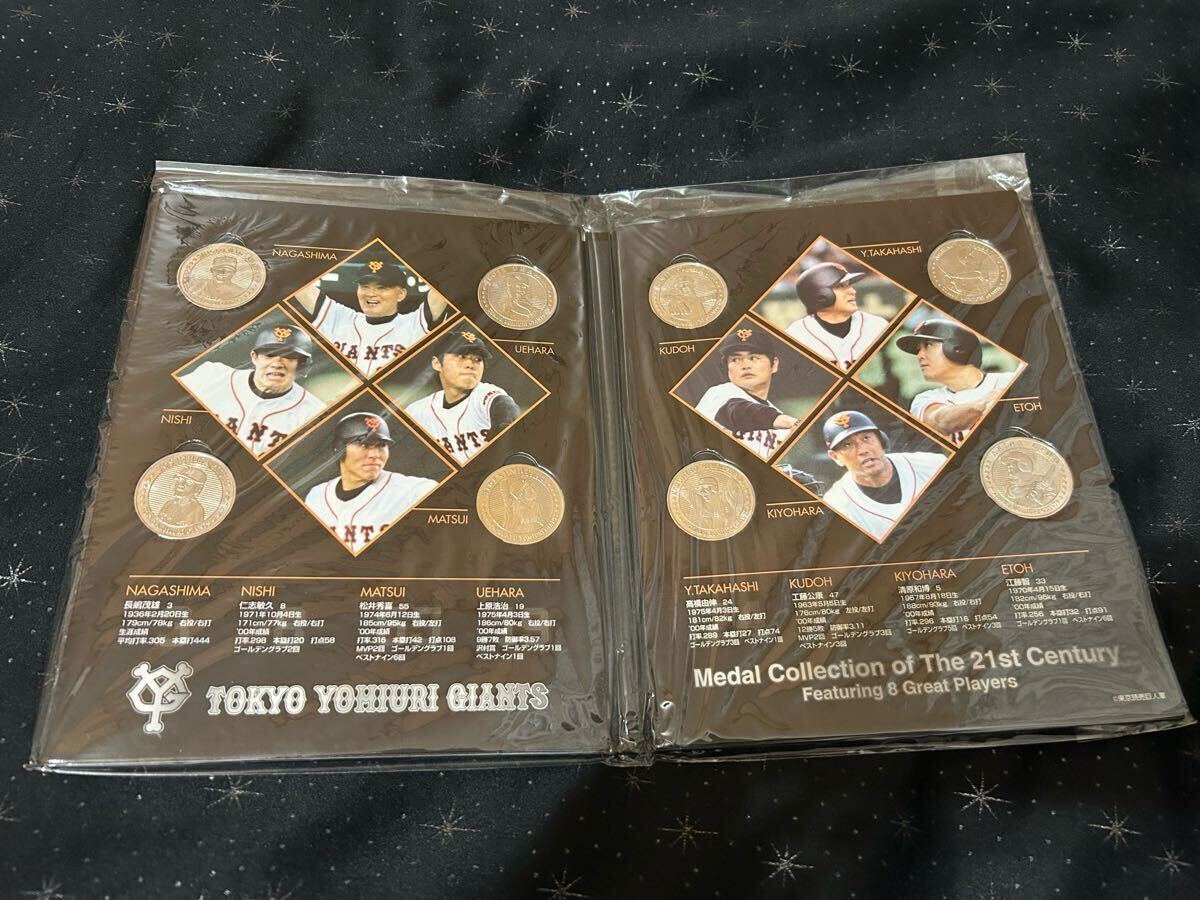 NAGASHIMA
UEHARA
NISHI
MATSUI
Y.TAKAHASHI
KUDOH
ETOH
KIYOHARA
NAGASHIMA
長嶋茂雄 3
1936年2月20日生
179cm/76kg 右投/右打
生涯成績
平均打率.305 本塁打444
NISHI
仁志敏久 8
1971年10月4日生
171cm/77kg 右投/右打
'00年成績
打率.298 本塁打20 打点58
ゴールデングラブ2回
MATSUI
松井秀喜 55
1974年6月12日生
185cm/95kg 右投/左打
'00年成績
打率.316 本塁打42 打点108
MVP2回 ゴールデングラブ1回
ベストナイン6回
UEHARA
上原浩治 19
1975年4月3日生
186cm/80kg 右投/右打
'00年成績
9勝7敗 防御率3.57
沢村賞 ゴールデングラブ1回
ベストナイン1回
TOKYO YOHIURI GIANTS
Y.TAKAHASHI
高橋由伸 24
1975年4月3日生
181cm/82kg 右投/左打
'00年成績
打率.289 本塁打27 打点74
ゴールデングラブ3回 ベストナイン1回
KUDOH
工藤公康 47
1963年5月5日生
176cm/80kg 左投/左打
'00年成績
12勝5敗 防御率3.11
MVP2回 ゴールデングラブ3回
ベストナイン3回
KIYOHARA
清原和博 5
1967年8月18日生
188cm/93kg 右投/右打
'00年成績
打率.296 本塁打16 打点54
ゴールデングラブ5回 ベストナイン3回
ETOH
江藤智 33
1970年4月15日生
182cm/95kg 右投/右打
'00年成績
打率.256 本塁打32 打点91
ゴールデングラブ1回 ベストナイン7回
Medal Collection of The 21st Century
Featuring 8 Great Players
©東京読売巨人軍